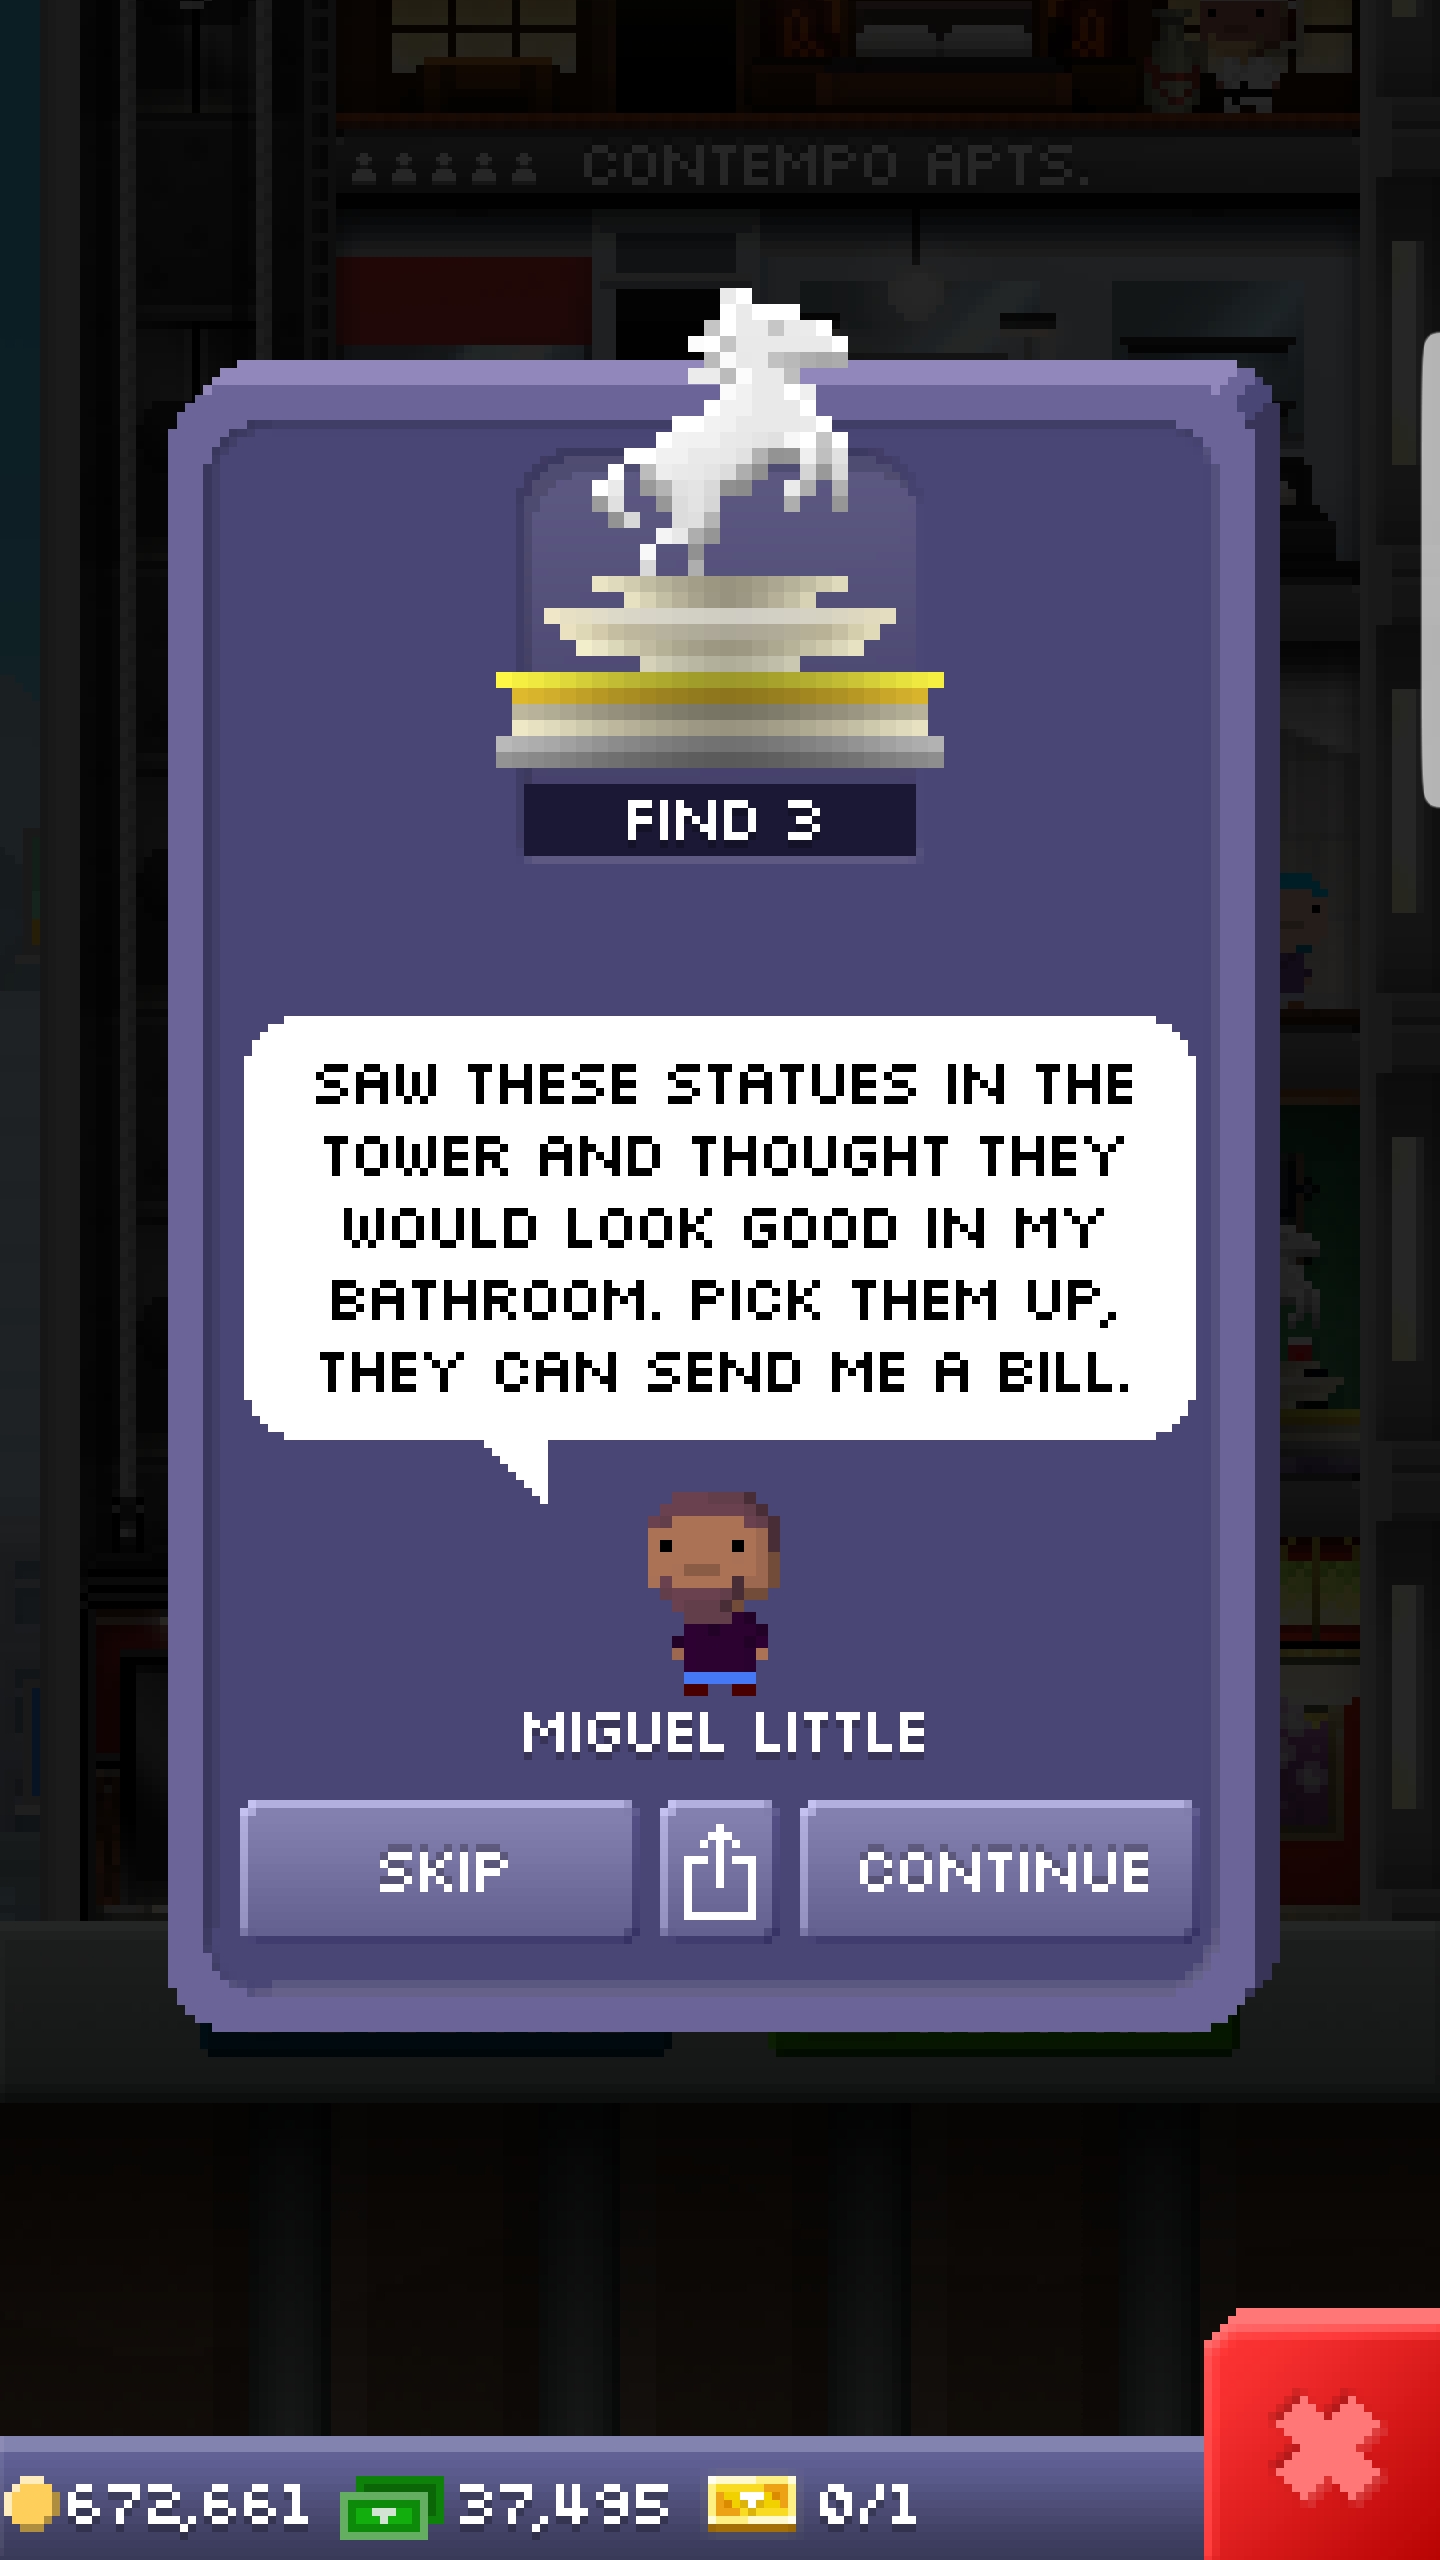 CONTEMPO APTS.
FIND 3
SAW THESE STATUES IN THE
TOWER AND THOUGHT THEY
WOULD LOOK GOOD IN MY
BATHROOM. PICK THEM UP,
THEY CAN SEND ME A BILL.
MIGUEL LITTLE
SKIP CONTINUE
672,661 37,495 0/1